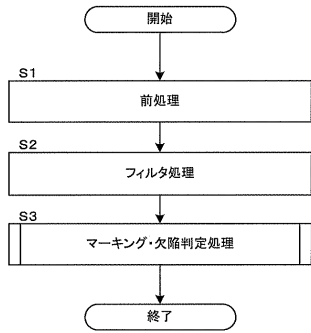 開始
S1
前処理
S2
フィルタ処理
S3
マーキング・欠陥判定処理
終了